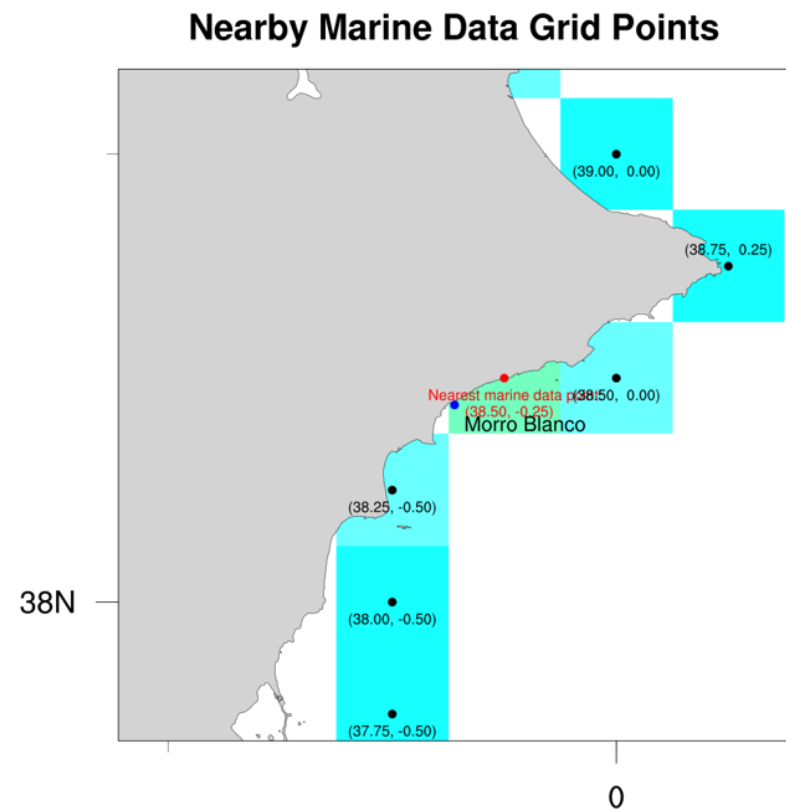 Nearby Marine Data Grid Points
(39.00,  0.00)
(38.75,  0.25)
Nearest marine data point
(38.50,  0.00)
(38.50, -0.25)
Morro Blanco
(38.25, -0.50)
38N
(38.00, -0.50)
(37.75, -0.50)
0